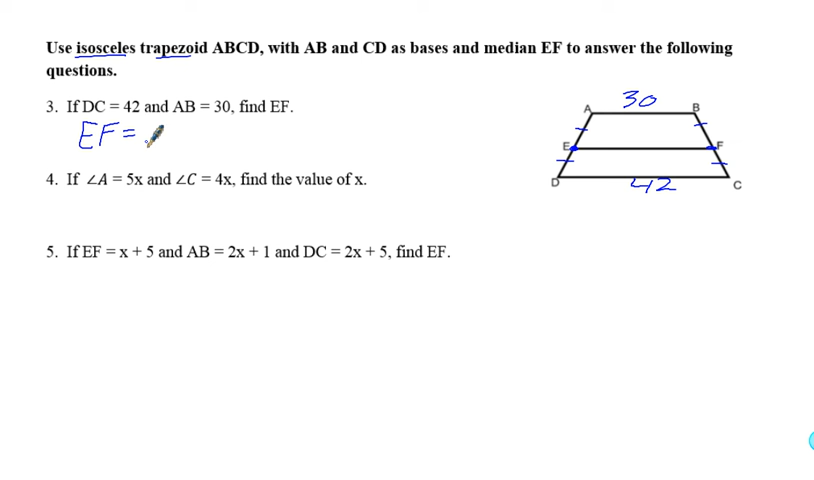 Use isosceles trapezoid ABCD, with AB and CD as bases and median EF to answer the following
questions.
3. If DC = 42 and AB = 30, find EF.
EF =
4. If ∠A = 5x and ∠C = 4x, find the value of x.
5. If EF = x + 5 and AB = 2x + 1 and DC = 2x + 5, find EF.
30
A B
E F
42
D C